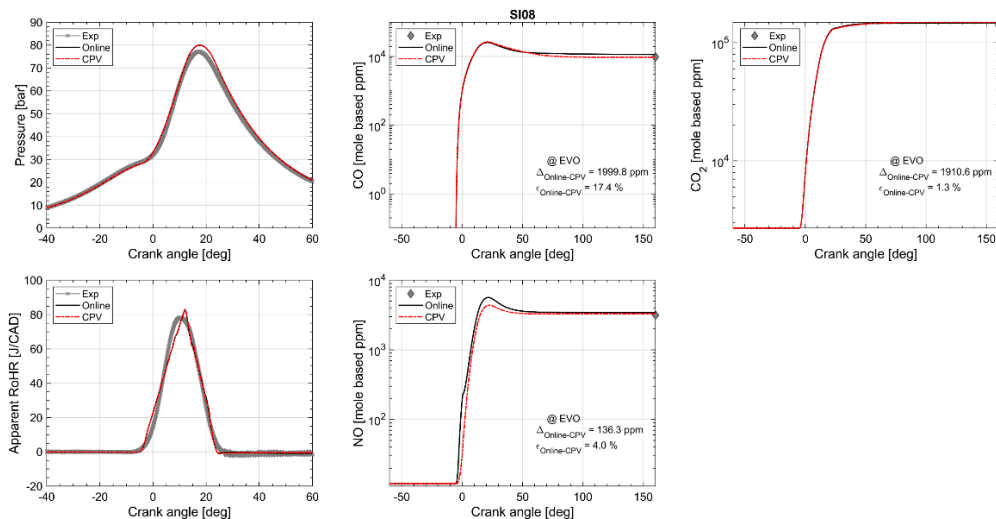 SI08
Pressure [bar]
90
80
70
60
50
40
30
20
10
0
Exp
Online
CPV
-40
-20
0
20
40
60
Crank angle [deg]
CO [mole based ppm]
10^4
10^2
10^0
Exp
Online
CPV
@ EVO
Δ_Online-CPV = 1999.8 ppm
ϵ_Online-CPV = 17.4 %
-50
0
50
100
150
Crank angle [deg]
CO_2 [mole based ppm]
10^5
10^4
Exp
Online
CPV
@ EVO
Δ_Online-CPV = 1910.6 ppm
ϵ_Online-CPV = 1.3 %
-50
0
50
100
150
Crank angle [deg]
Apparent RoHR [J/CAD]
100
80
60
40
20
0
-20
Exp
Online
CPV
-40
-20
0
20
40
60
Crank angle [deg]
NO [mole based ppm]
10^4
10^3
10^2
Exp
Online
CPV
@ EVO
Δ_Online-CPV = 136.3 ppm
ϵ_Online-CPV = 4.0 %
-50
0
50
100
150
Crank angle [deg]